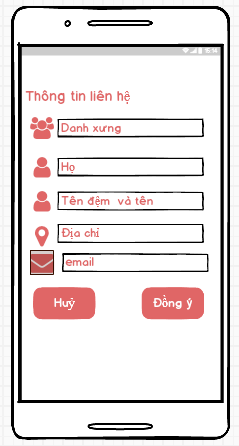 Thông tin liên hệ
Danh xưng
Họ
Tên đệm và tên
Địa chỉ
email
Huỷ
Đồng ý